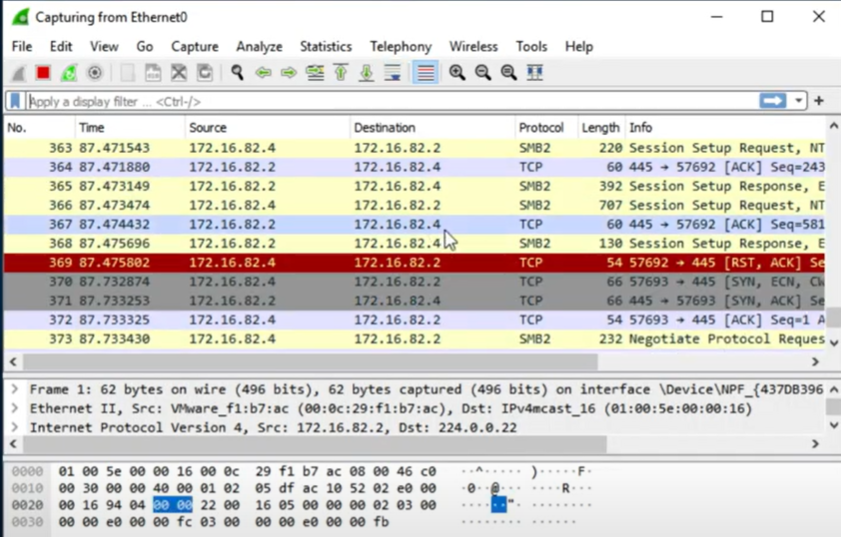 Capturing from Ethernet0
File Edit View Go Capture Analyze Statistics Telephony Wireless Tools Help
Apply a display filter ... <Ctrl-/>
No. Time Source Destination Protocol Length Info
363 87.471543 172.16.82.4 172.16.82.2 SMB2 220 Session Setup Request, NT
364 87.471880 172.16.82.2 172.16.82.4 TCP 60 445 → 57692 [ACK] Seq=243
365 87.473149 172.16.82.2 172.16.82.4 SMB2 392 Session Setup Response, E
366 87.473474 172.16.82.4 172.16.82.2 SMB2 707 Session Setup Request, NT
367 87.474432 172.16.82.2 172.16.82.4 TCP 60 445 → 57692 [ACK] Seq=581
368 87.475696 172.16.82.2 172.16.82.4 SMB2 130 Session Setup Response, E
369 87.475802 172.16.82.4 172.16.82.2 TCP 54 57692 → 445 [RST, ACK] Se
370 87.732874 172.16.82.4 172.16.82.2 TCP 66 57693 → 445 [SYN, ECN, CW
371 87.733253 172.16.82.2 172.16.82.4 TCP 66 445 → 57693 [SYN, ACK] Se
372 87.733325 172.16.82.4 172.16.82.2 TCP 54 57693 → 445 [ACK] Seq=1 A
373 87.733430 172.16.82.4 172.16.82.2 SMB2 232 Negotiate Protocol Reques
Frame 1: 62 bytes on wire (496 bits), 62 bytes captured (496 bits) on interface \Device\NPF_{437DB396
Ethernet II, Src: VMware_f1:b7:ac (00:0c:29:f1:b7:ac), Dst: IPv4mcast_16 (01:00:5e:00:00:16)
Internet Protocol Version 4, Src: 172.16.82.2, Dst: 224.0.0.22
0000 01 00 5e 00 00 16 00 0c 29 f1 b7 ac 08 00 46 c0 ··^····· )·····F·
0010 00 30 00 00 40 00 01 02 05 df ac 10 52 02 e0 00 ·0··@··· ····R···
0020 00 16 94 04 00 00 22 00 16 05 00 00 00 02 03 00 ······"· ········
0030 00 00 e0 00 00 fc 03 00 00 00 e0 00 00 fb ········ ······